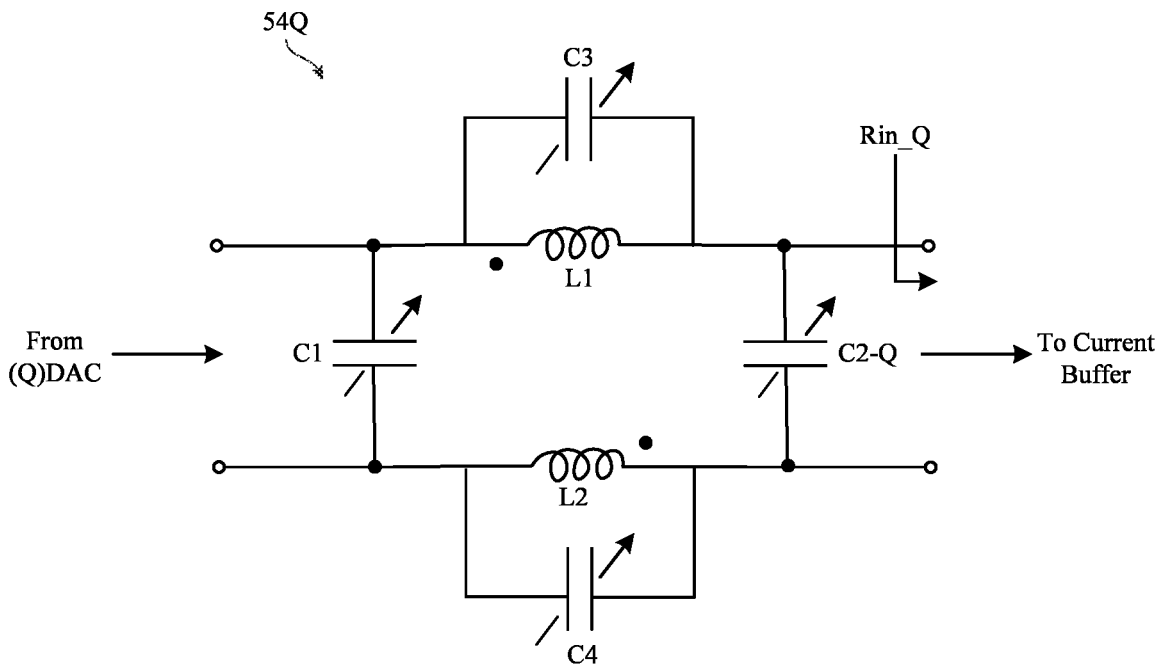 54Q
C3
Rin_Q
L1
From
(Q)DAC
C1
C2-Q
To Current
Buffer
L2
C4